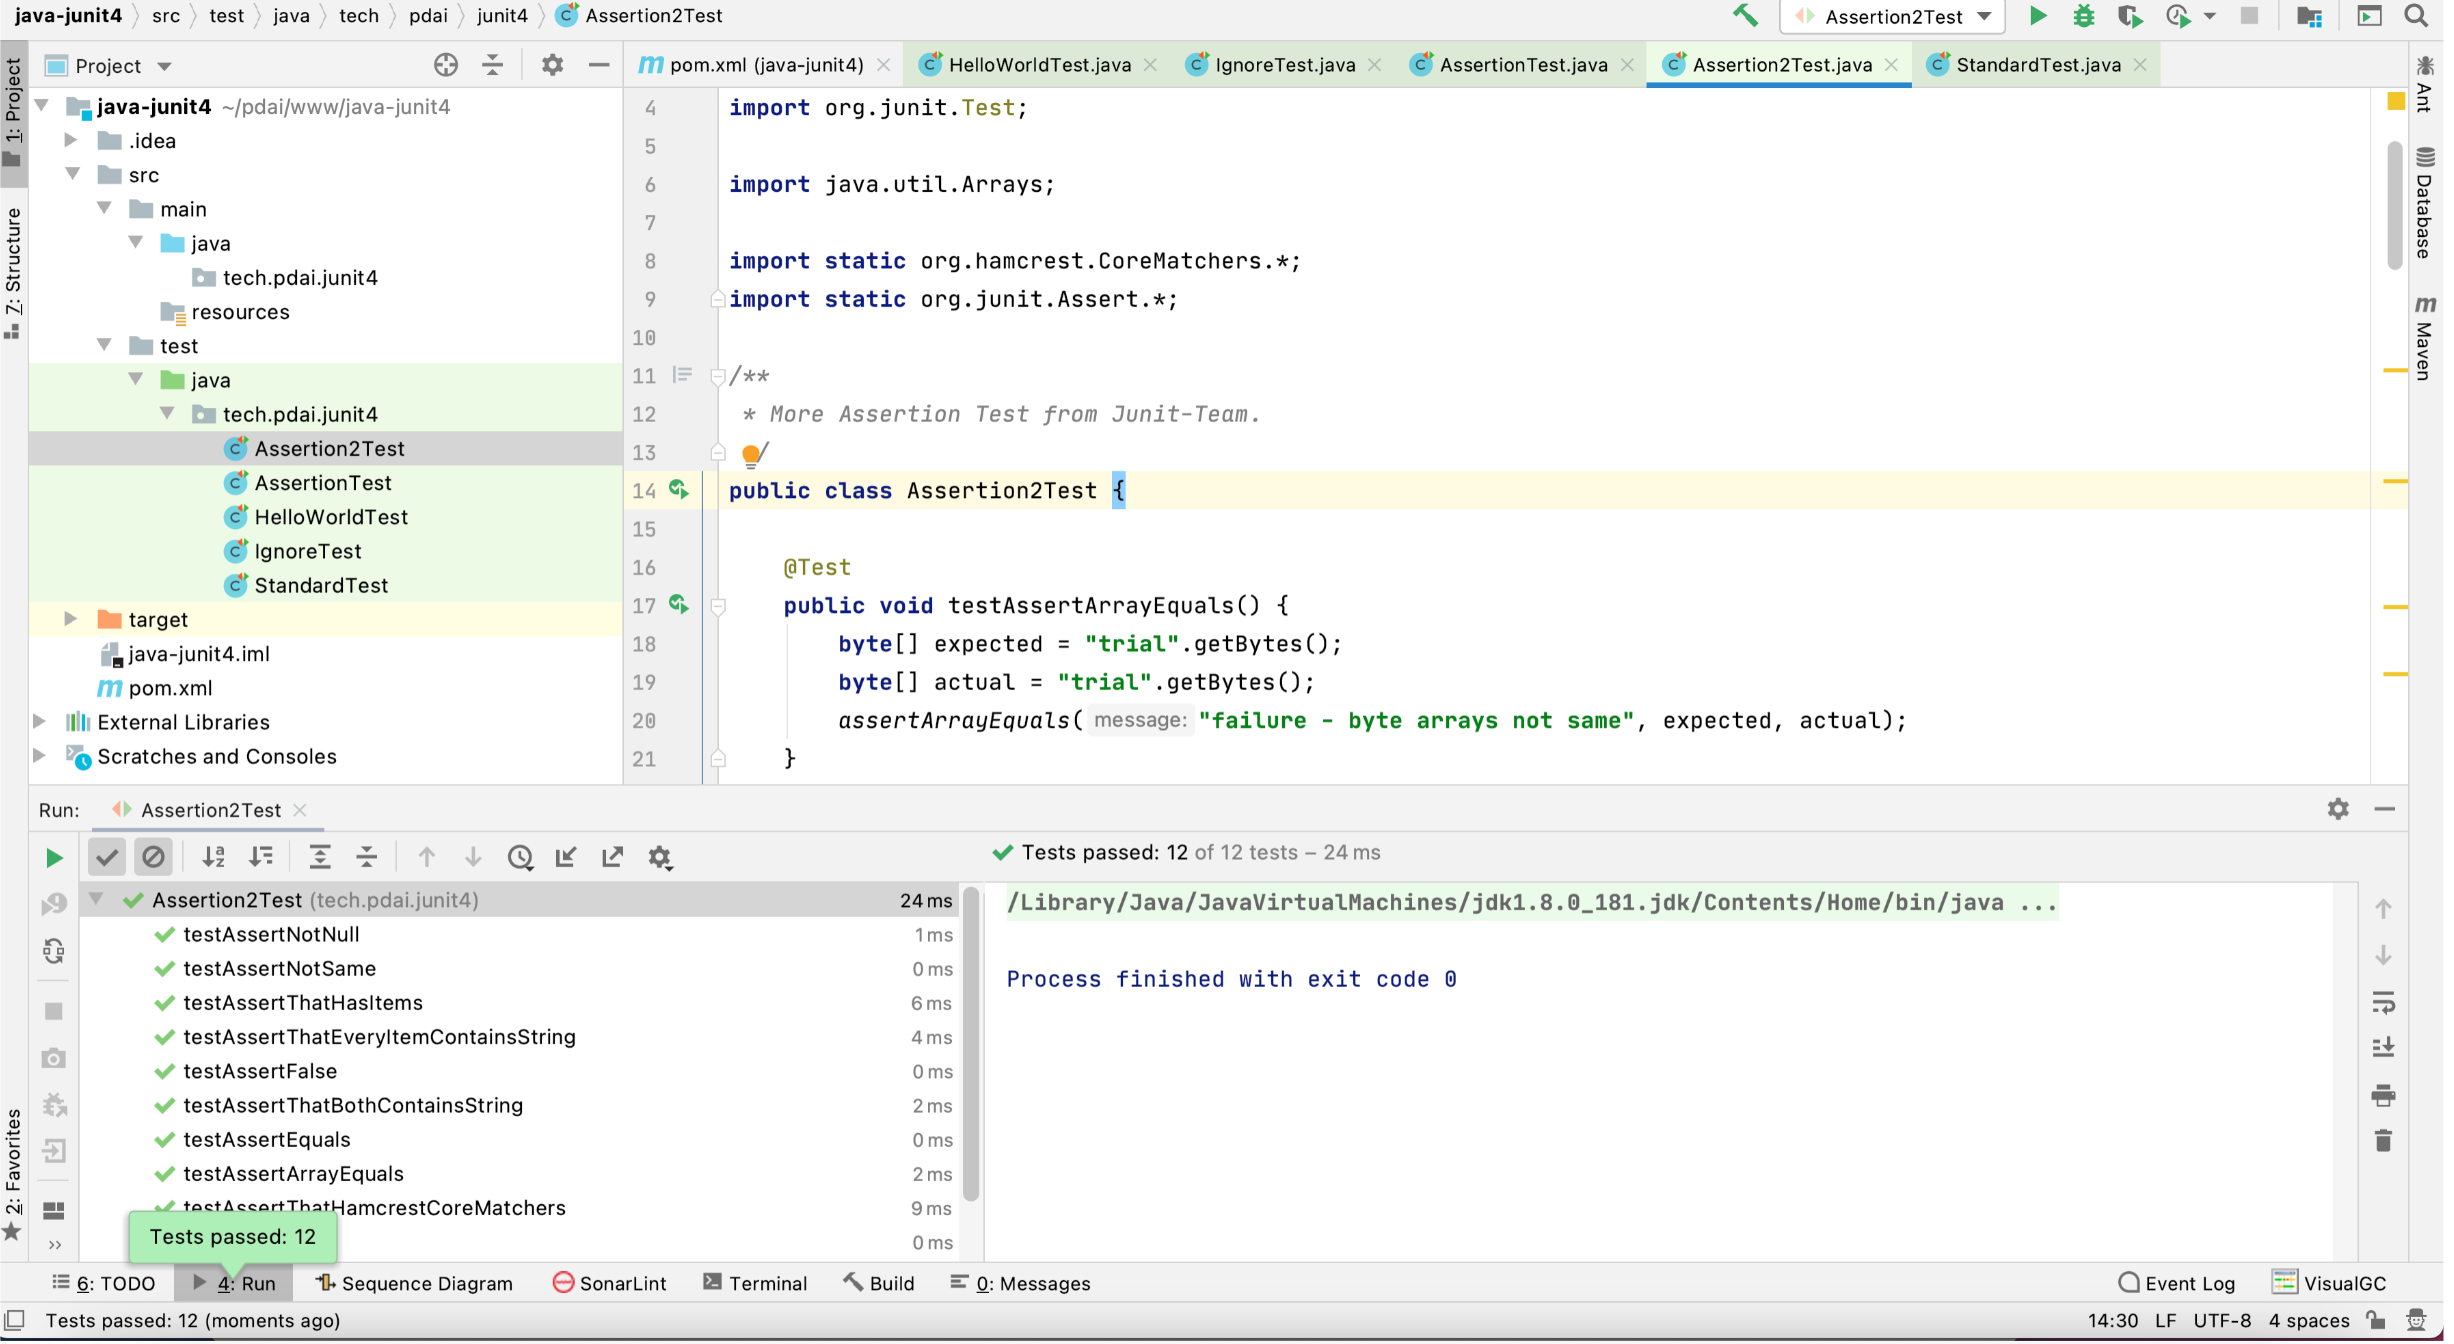 java-junit4 src test java tech pdai junit4 Assertion2Test
Assertion2Test
Project
pom.xml (java-junit4) HelloWorldTest.java IgnoreTest.java AssertionTest.java Assertion2Test.java StandardTest.java
1: Project
7: Structure
2: Favorites
java-junit4 ~/pdai/www/java-junit4
.idea
src
main
java
tech.pdai.junit4
resources
test
java
tech.pdai.junit4
Assertion2Test
AssertionTest
HelloWorldTest
IgnoreTest
StandardTest
target
java-junit4.iml
pom.xml
External Libraries
Scratches and Consoles
4 import org.junit.Test;
5
6 import java.util.Arrays;
7
8 import static org.hamcrest.CoreMatchers.*;
9 import static org.junit.Assert.*;
10
11 /**
12 * More Assertion Test from Junit-Team.
13 /
14 public class Assertion2Test {
15
16 @Test
17 public void testAssertArrayEquals() {
18 byte[] expected = "trial".getBytes();
19 byte[] actual = "trial".getBytes();
20 assertArrayEquals( message: "failure - byte arrays not same", expected, actual);
21 }
Ant
Database
Maven
Run: Assertion2Test
Tests passed: 12 of 12 tests – 24 ms
Assertion2Test (tech.pdai.junit4) 24 ms
testAssertNotNull 1 ms
testAssertNotSame 0 ms
testAssertThatHasItems 6 ms
testAssertThatEveryItemContainsString 4 ms
testAssertFalse 0 ms
testAssertThatBothContainsString 2 ms
testAssertEquals 0 ms
testAssertArrayEquals 2 ms
testAssertThatHamcrestCoreMatchers 9 ms
0 ms
/Library/Java/JavaVirtualMachines/jdk1.8.0_181.jdk/Contents/Home/bin/java ...
Process finished with exit code 0
Tests passed: 12
6: TODO 4: Run Sequence Diagram SonarLint Terminal Build 0: Messages Event Log VisualGC
Tests passed: 12 (moments ago) 14:30 LF UTF-8 4 spaces